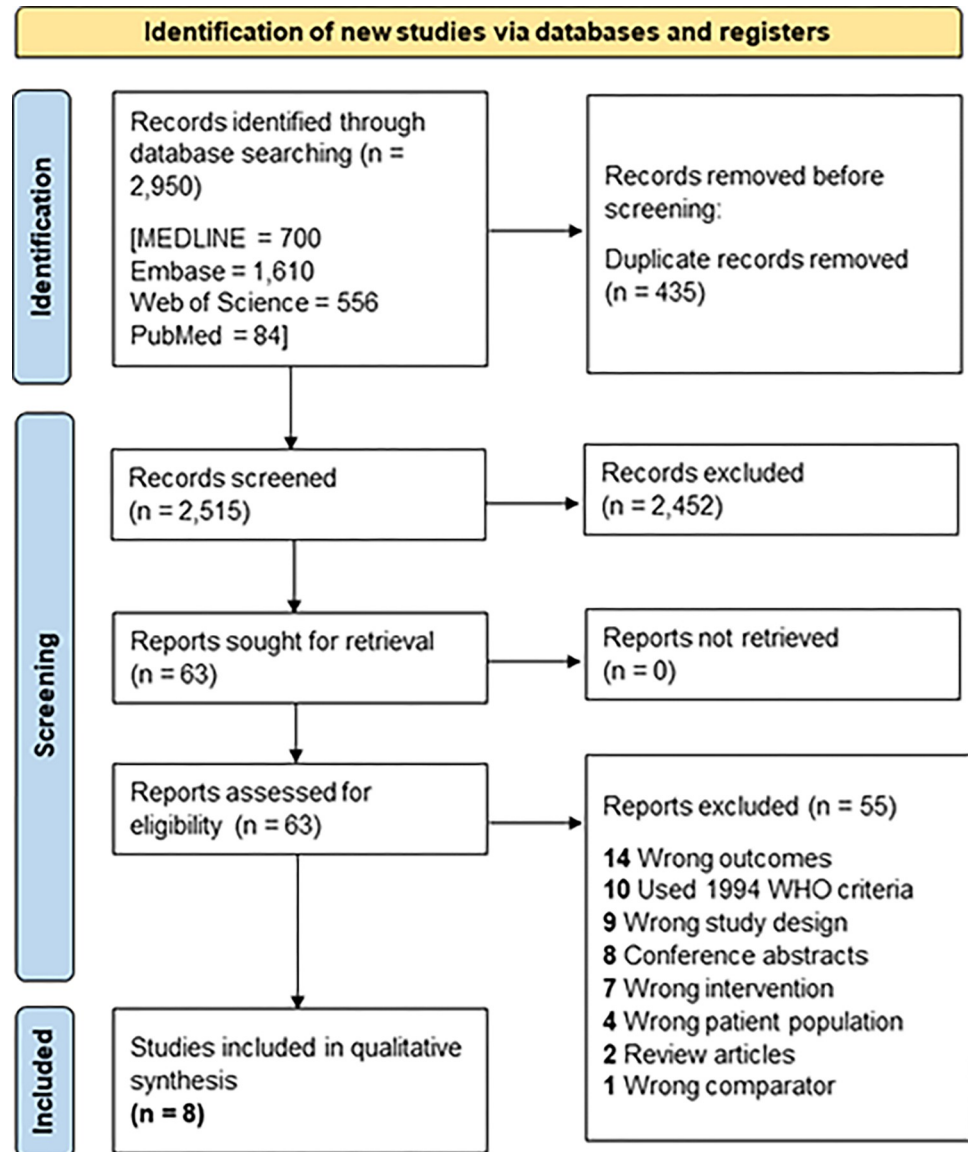 Identification of new studies via databases and registers
Identification
Records identified through
database searching (n =
2,950)
[MEDLINE = 700
Embase = 1,610
Web of Science = 556
PubMed = 84]
Records removed before
screening:
Duplicate records removed
(n = 435)
Screening
Records screened
(n = 2,515)
Records excluded
(n = 2,452)
Reports sought for retrieval
(n = 63)
Reports not retrieved
(n = 0)
Reports assessed for
eligibility (n = 63)
Reports excluded (n = 55)
14 Wrong outcomes
10 Used 1994 WHO criteria
9 Wrong study design
8 Conference abstracts
7 Wrong intervention
4 Wrong patient population
2 Review articles
1 Wrong comparator
Included
Studies included in qualitative
synthesis
(n = 8)